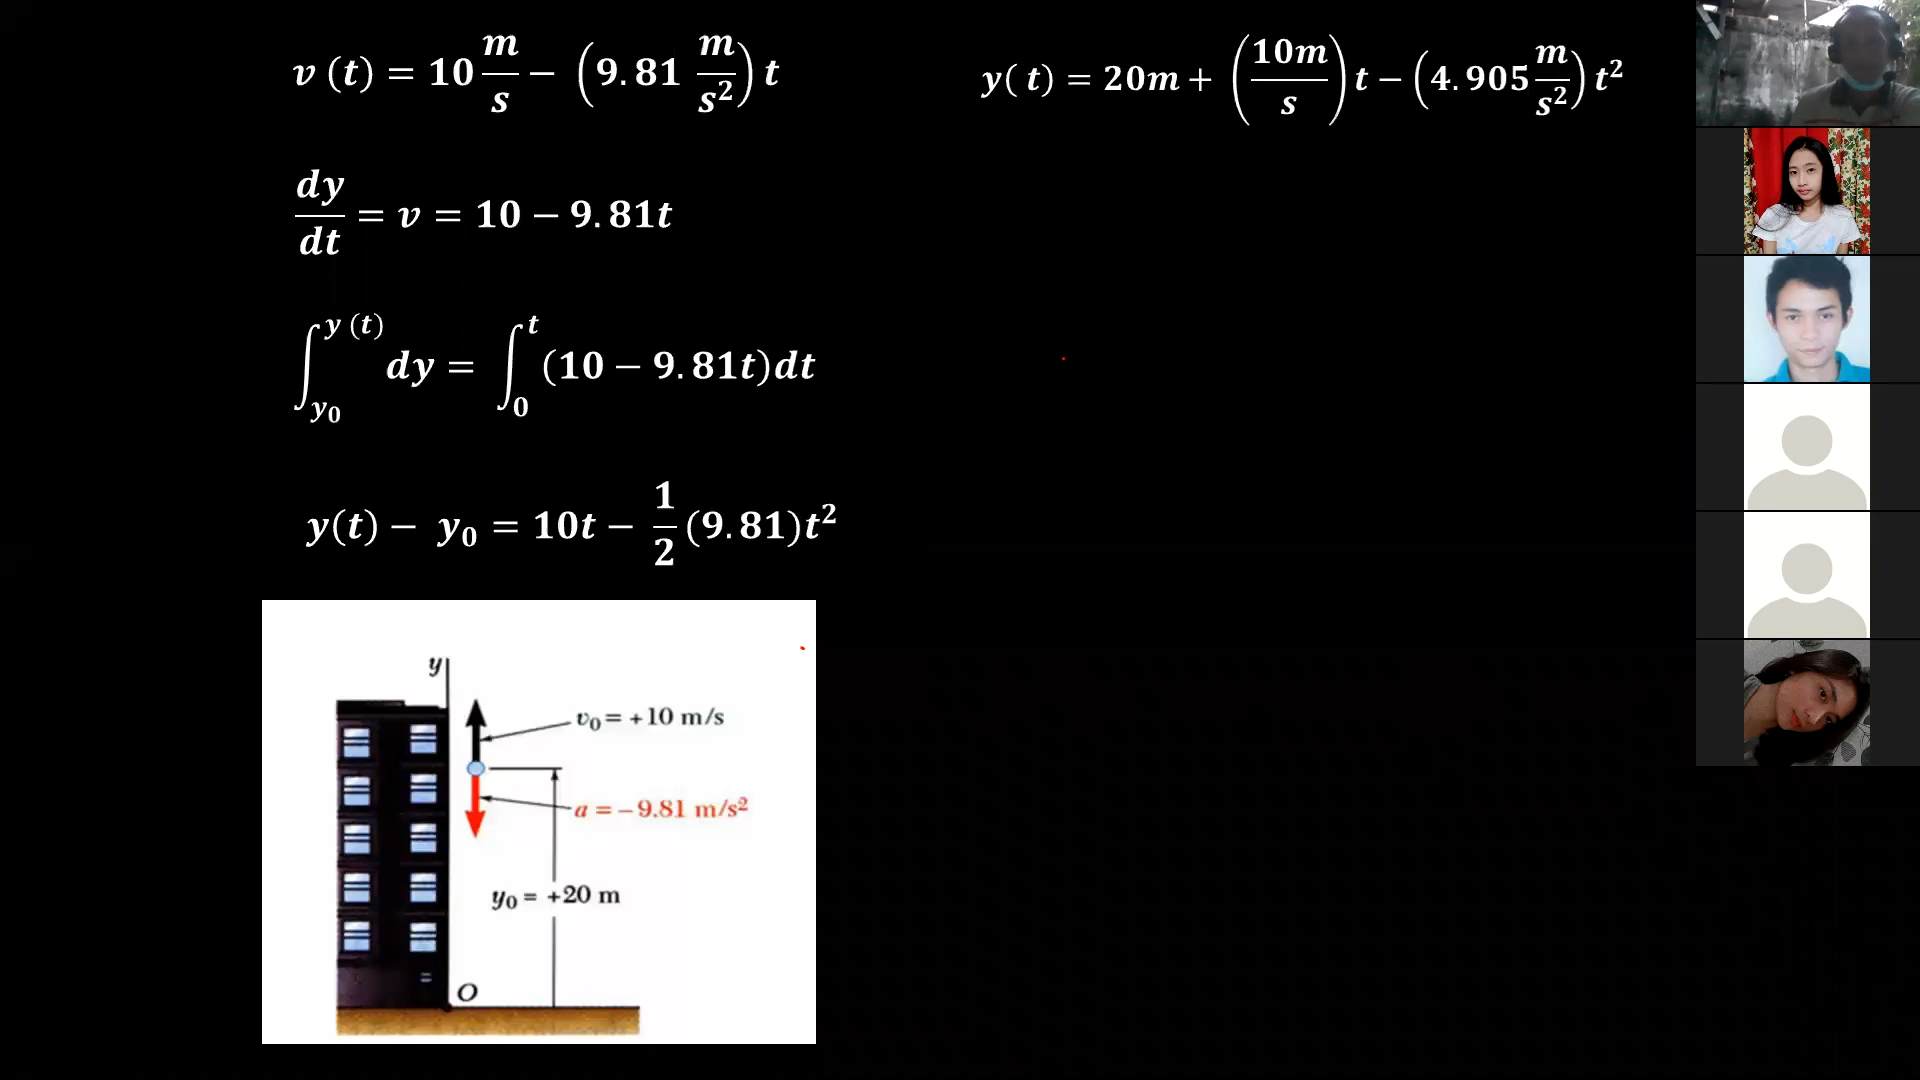 v (t) = 10 m/s − (9.81 m/s²) t
dy/dt = v = 10 − 9.81t
∫_{y₀}^{y (t)} dy = ∫_0^t (10 − 9.81t)dt
y(t) − y₀ = 10t − 1/2 (9.81)t²
y
v₀ = +10 m/s
a = − 9.81 m/s²
y₀ = +20 m
O
y( t) = 20m + (10m/s) t − (4.905 m/s²) t²